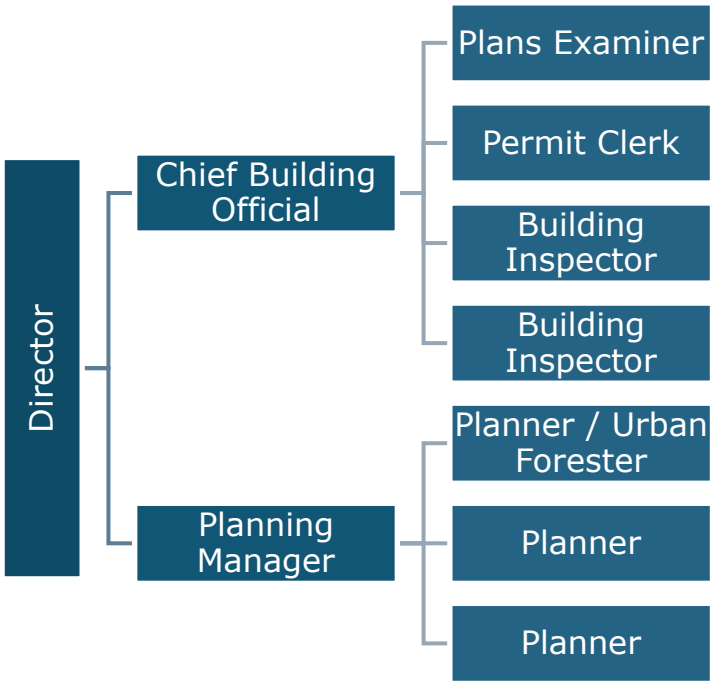 Director
Chief Building
Official
Plans Examiner
Permit Clerk
Building
Inspector
Building
Inspector
Planning
Manager
Planner / Urban
Forester
Planner
Planner